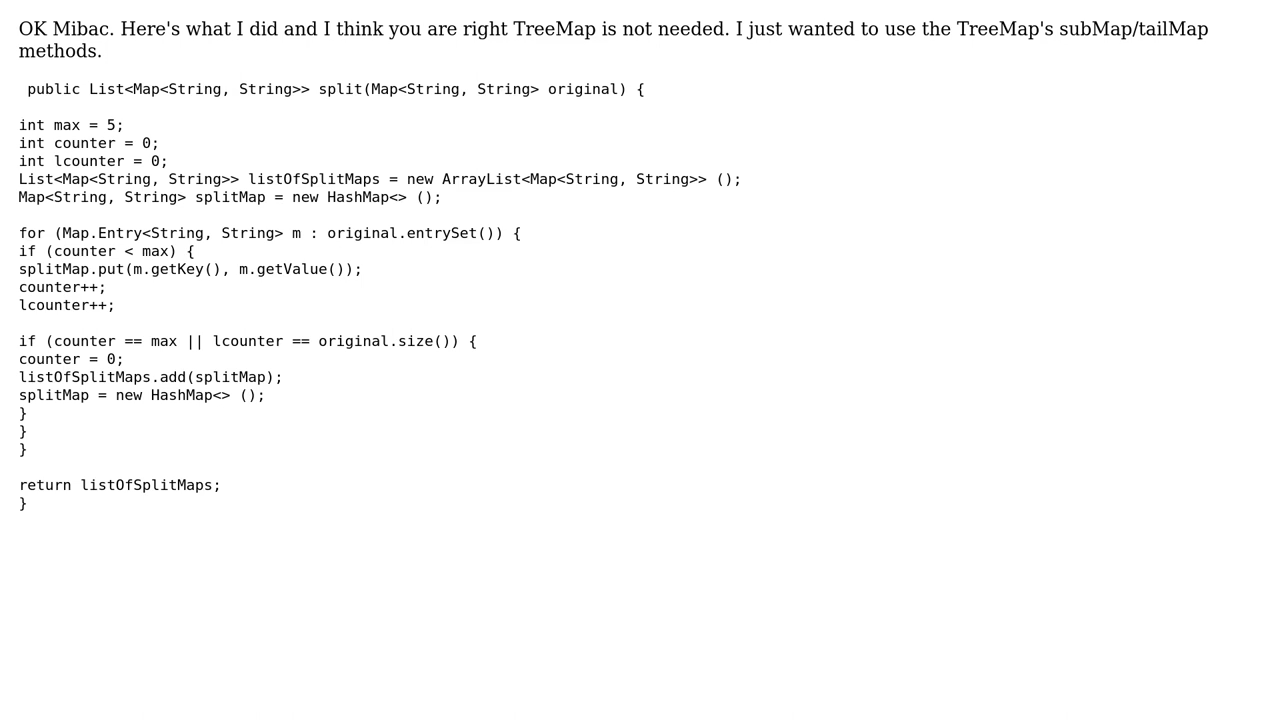 OK Mibac. Here's what I did and I think you are right TreeMap is not needed. I just wanted to use the TreeMap's subMap/tailMap
methods.
public List<Map<String, String>> split(Map<String, String> original) {
int max = 5;
int counter = 0;
int lcounter = 0;
List<Map<String, String>> listOfSplitMaps = new ArrayList<Map<String, String>> ();
Map<String, String> splitMap = new HashMap<> ();
for (Map.Entry<String, String> m : original.entrySet()) {
if (counter < max) {
splitMap.put(m.getKey(), m.getValue());
counter++;
lcounter++;
if (counter == max || lcounter == original.size()) {
counter = 0;
listOfSplitMaps.add(splitMap);
splitMap = new HashMap<> ();
}
}
}
return listOfSplitMaps;
}